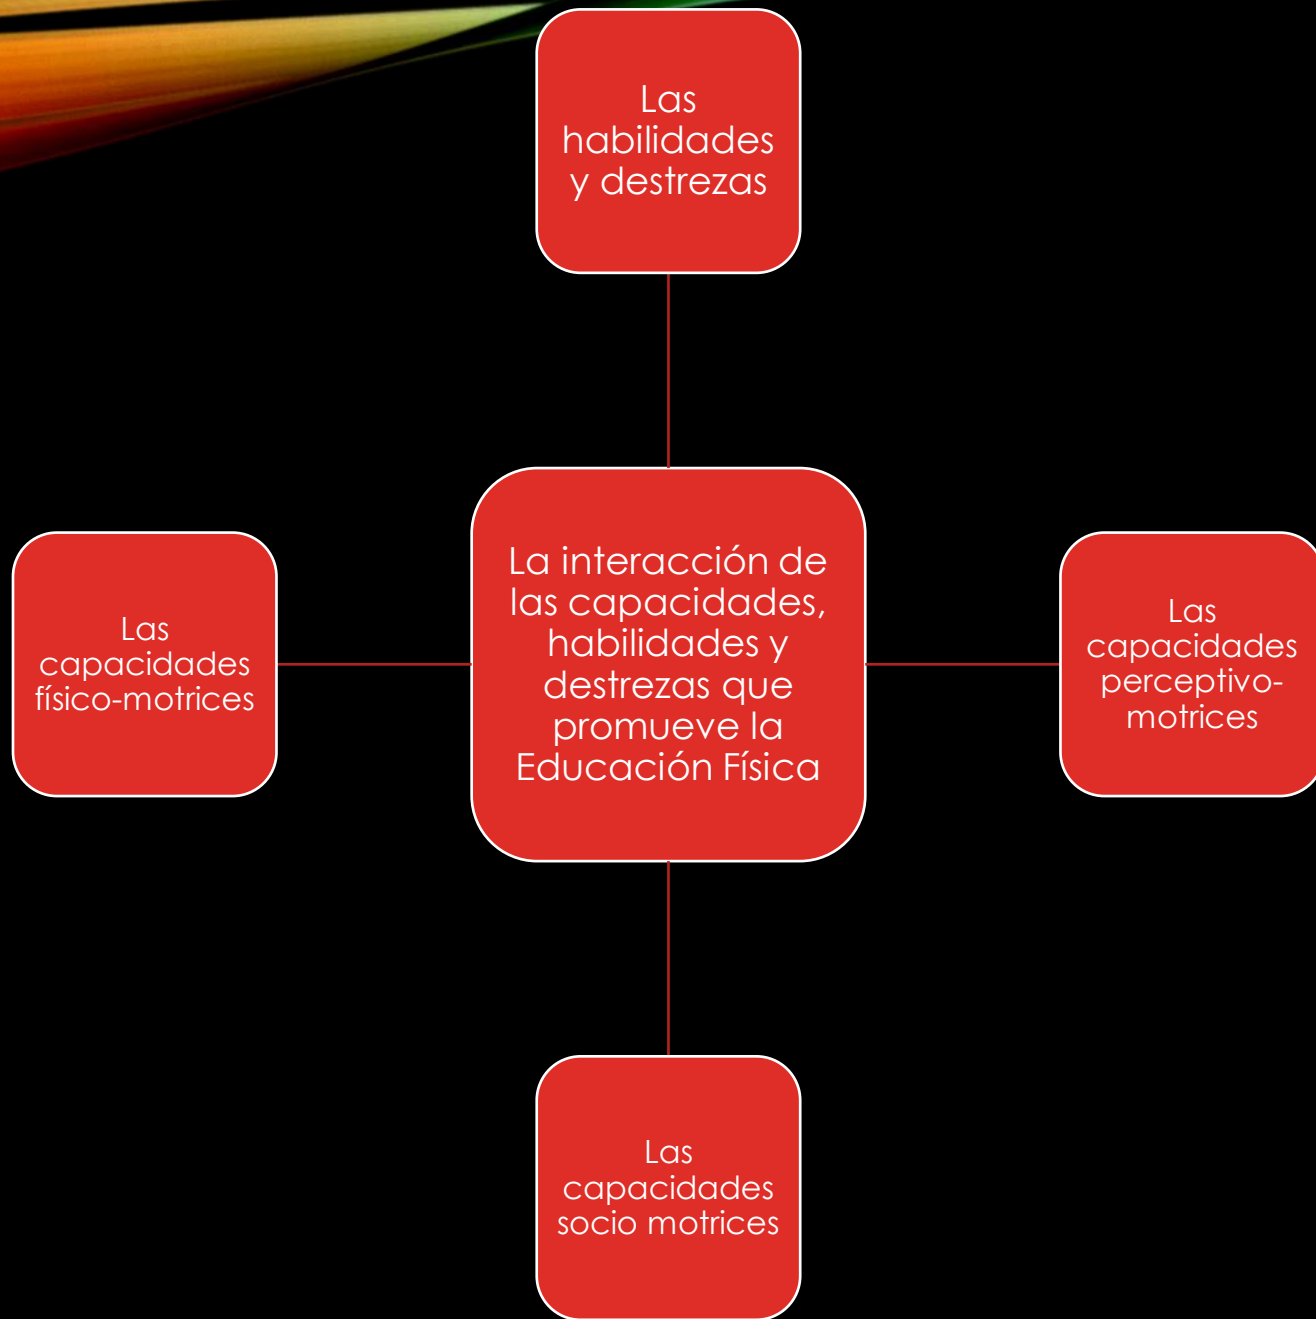 Las
habilidades
y destrezas
La interacción de
las capacidades,
habilidades y
destrezas que
promueve la
Educación Física
Las
capacidades
físico-motrices
Las
capacidades
perceptivo-
motrices
Las
capacidades
socio motrices